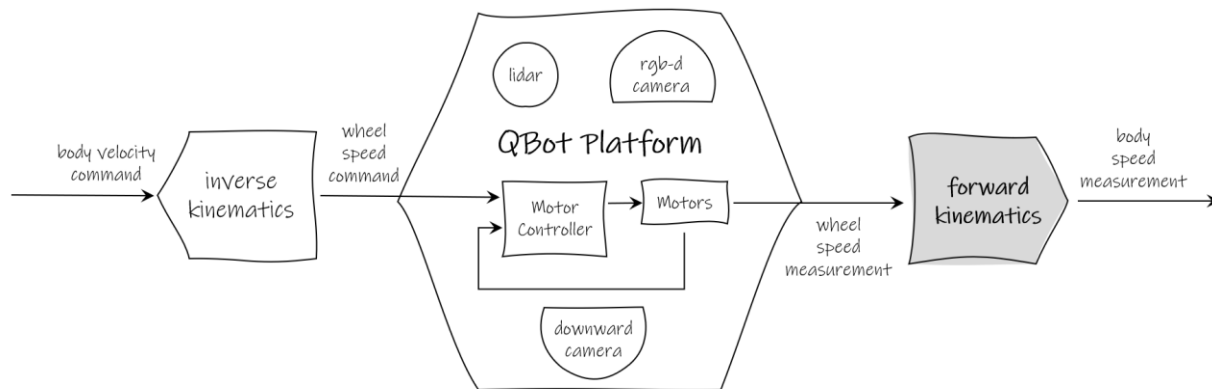 body velocity
command
inverse
kinematics
wheel
speed
command
lidar
rgb-d
camera
QBot Platform
Motor
Controller
Motors
downward
camera
wheel
speed
measurement
forward
kinematics
body
speed
measurement